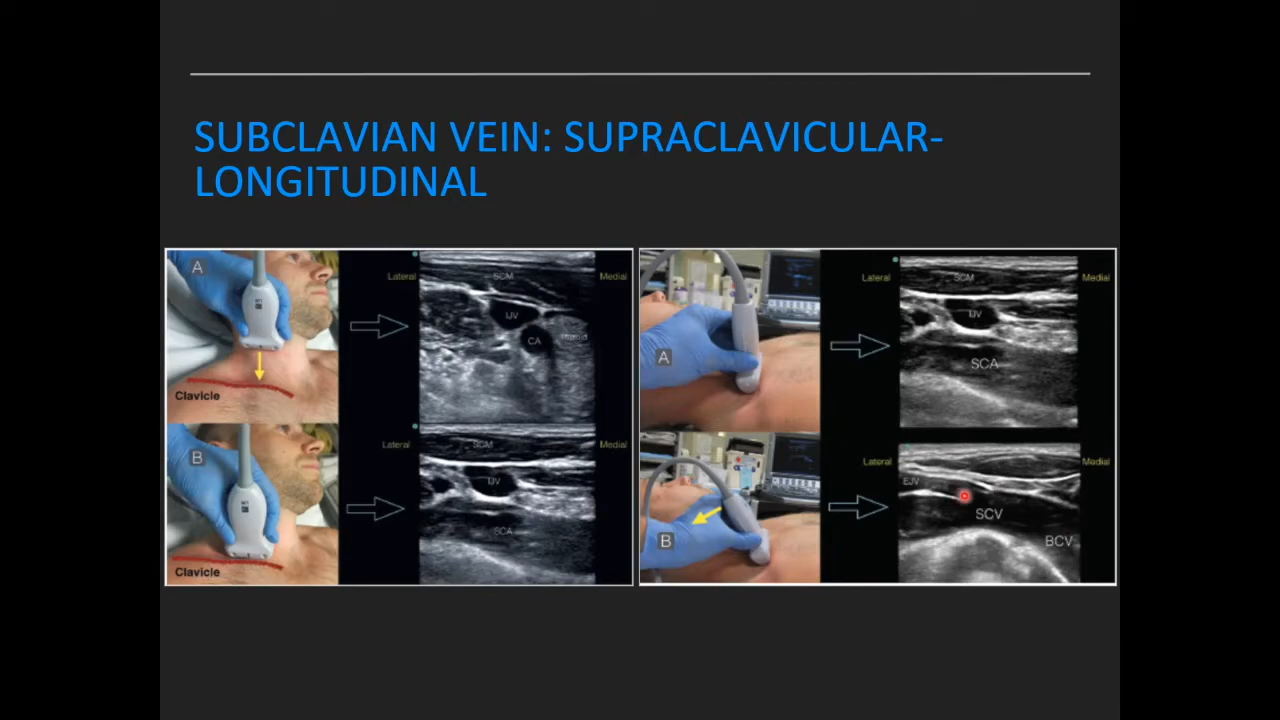 SUBCLAVIAN VEIN: SUPRACLAVICULAR-
LONGITUDINAL
A
Clavicle
Lateral
SCM
Medial
IJV
CA
B
Clavicle
Lateral
SCM
Medial
IJV
SCA
A
Lateral
SCM
Medial
IJV
SCA
B
Lateral
Medial
EJV
SCV
BCV